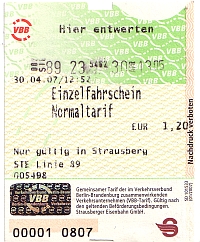 VBB
Hier entwerten
VBB
89 23 5482 30 1305
30.04.07/12:52
Einzelfahrschein
Normaltarif
EUR 1,20
Nur gültig in Strausberg
STE Linie 89
G05498
Nachdruck verboten
Gemeinsamer Tarif der im Verkehrsverbund
Berlin-Brandenburg zusammenwirkenden
Verkehrsunternehmen (VBB-Tarif). Gültig nach
den geltenden Beförderungsbedingungen.
Strausberger Eisenbahn GmbH.
00001 0807